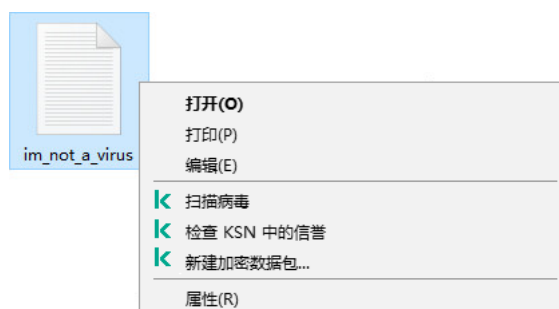 im_not_a_virus
打开(O)
打印(P)
编辑(E)
扫描病毒
检查 KSN 中的信誉
新建加密数据包...
属性(R)